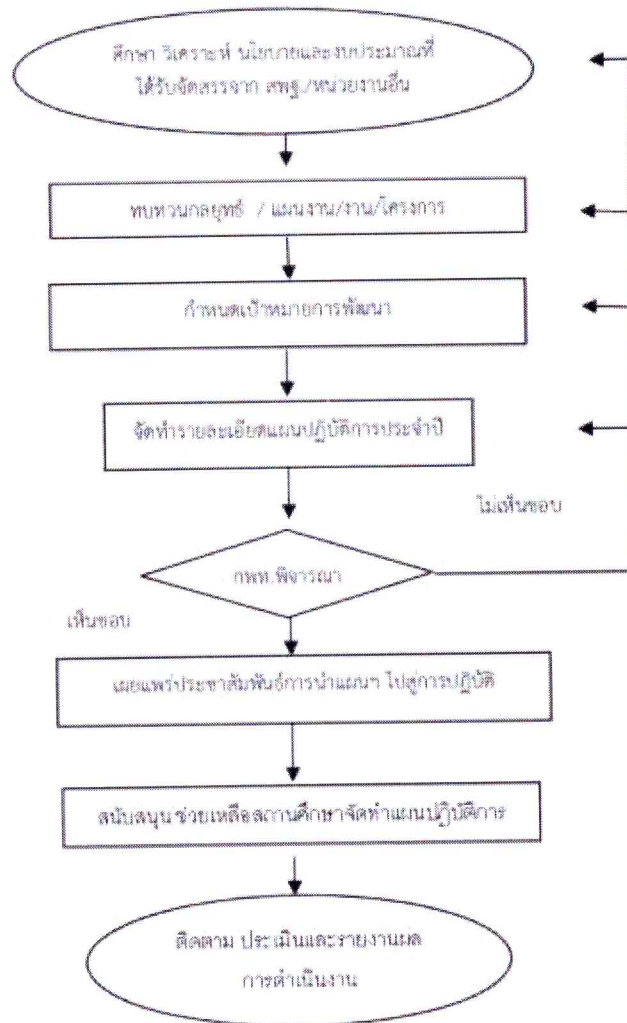 ศึกษา วิเคราะห์ นโยบายและงบประมาณที่
ได้รับจัดสรรจาก สพฐ./หน่วยงานอื่น
ทบทวนกลยุทธ์ / แผนงาน/งาน/โครงการ
กำหนดเป้าหมายการพัฒนา
จัดทำรายละเอียดแผนปฏิบัติการประจำปี
ไม่เห็นชอบ
กพท.พิจารณา
เห็นชอบ
เผยแพร่ประชาสัมพันธ์การนำแผนฯ ไปสู่การปฏิบัติ
สนับสนุน ช่วยเหลือสถานศึกษาจัดทำแผนปฏิบัติการ
ติดตาม ประเมินและรายงานผล
การดำเนินงาน